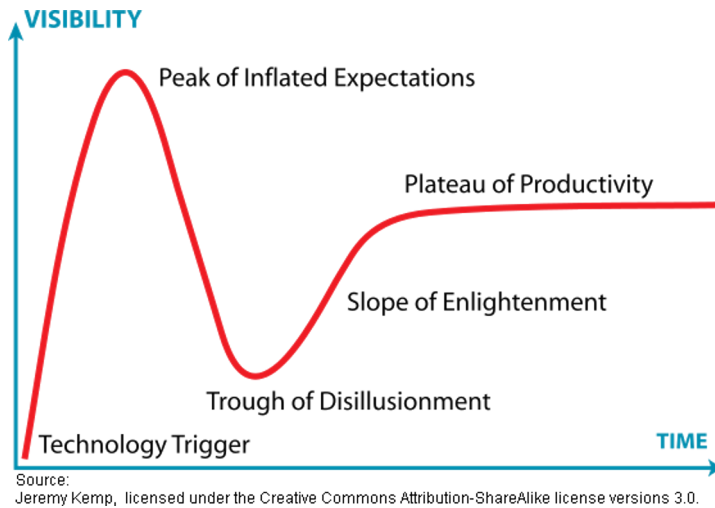 VISIBILITY
Peak of Inflated Expectations
Plateau of Productivity
Slope of Enlightenment
Trough of Disillusionment
Technology Trigger
TIME
Source:
Jeremy Kemp, licensed under the Creative Commons Attribution-ShareAlike license versions 3.0.